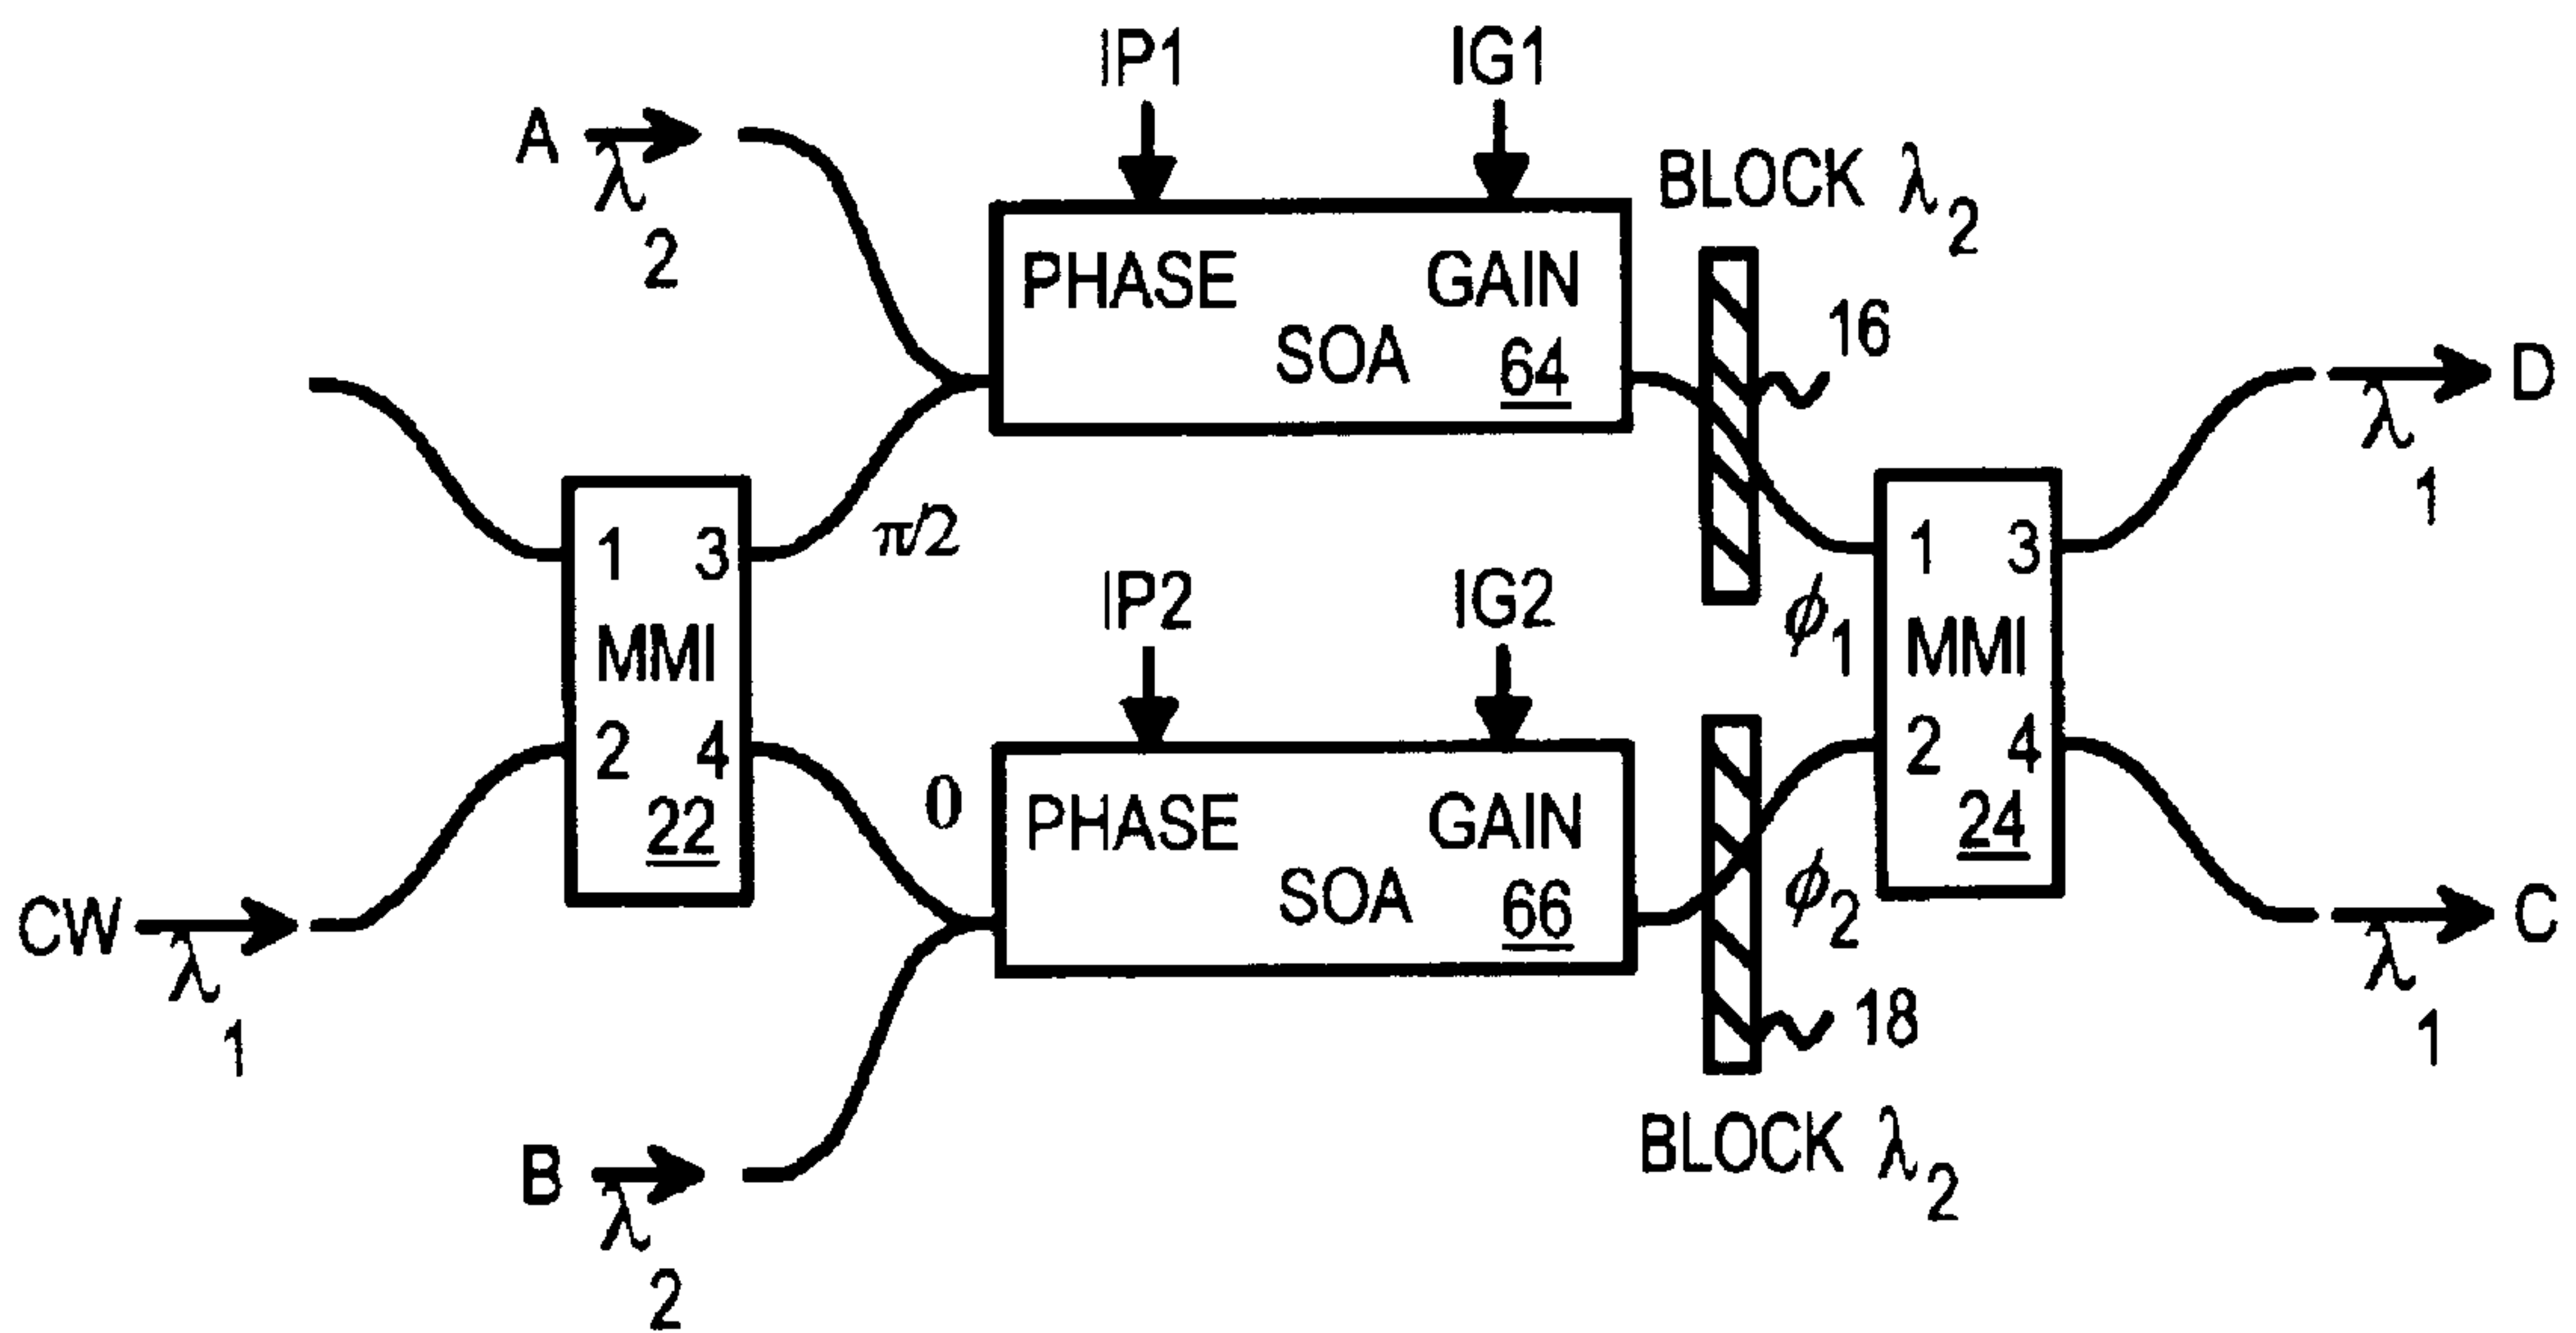 IP1 IG1
A λ2
BLOCK λ2
PHASE GAIN
SOA 64
16
D
λ1
π/2
1 3
MMI
2 4
22
IP2 IG2
ϕ1
1 3
MMI
2 4
24
0
PHASE GAIN
SOA 66
ϕ2
CW
λ1
C
λ1
18
BLOCK λ2
B
λ2